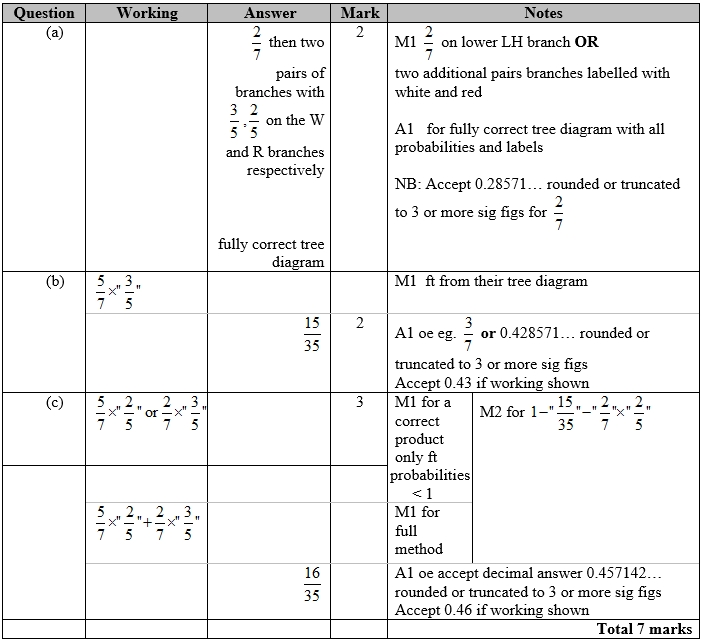 Question Working Answer Mark Notes
(a) 2/7 then two pairs of branches with 3/5, 2/5 on the W and R branches respectively
fully correct tree diagram
2
M1 2/7 on lower LH branch OR
two additional pairs branches labelled with
white and red
A1 for fully correct tree diagram with all
probabilities and labels
NB: Accept 0.28571… rounded or truncated
to 3 or more sig figs for 2/7
(b) 5/7 ×" 3/5 "
M1 ft from their tree diagram
15/35
2
A1 oe eg. 3/7 or 0.428571… rounded or
truncated to 3 or more sig figs
Accept 0.43 if working shown
(c) 5/7 ×" 2/5 " or 2/7 ×" 3/5 "
3
M1 for a
correct
product
only ft
probabilities
< 1
M2 for 1−" 15/35 "−" 2/7 "×" 2/5 "
5/7 ×" 2/5 "+ 2/7 ×" 3/5 "
M1 for
full
method
16/35
A1 oe accept decimal answer 0.457142…
rounded or truncated to 3 or more sig figs
Accept 0.46 if working shown
Total 7 marks